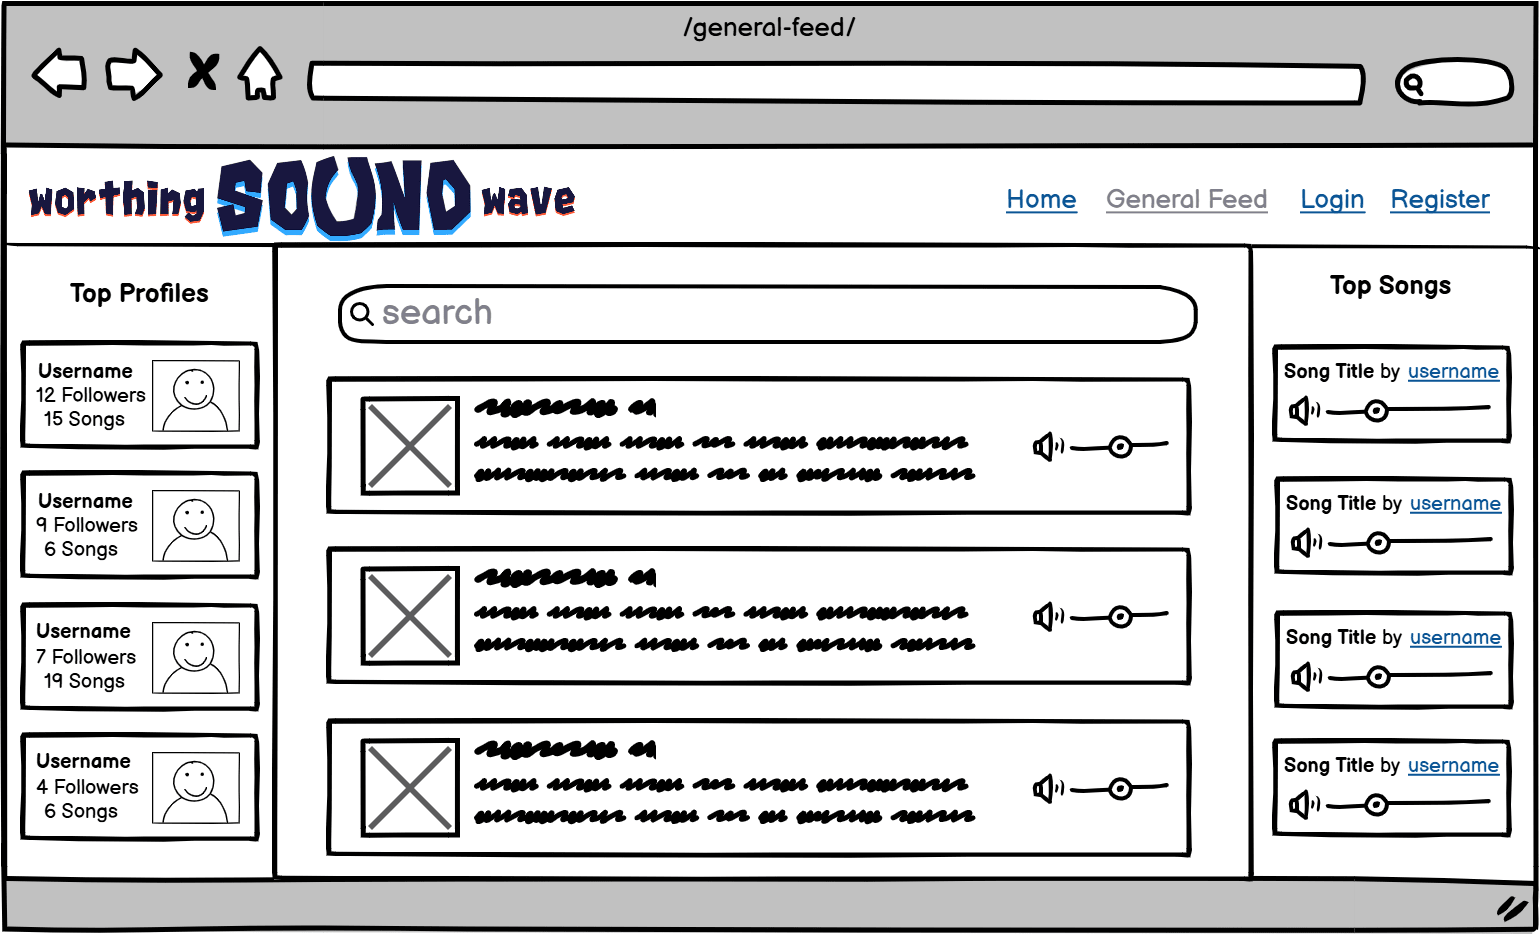 /general-feed/
worthing SOUND wave
Home General Feed Login Register
Top Profiles
Username
12 Followers
15 Songs
Username
9 Followers
6 Songs
Username
7 Followers
19 Songs
Username
4 Followers
6 Songs
search
Top Songs
Song Title by username
Song Title by username
Song Title by username
Song Title by username